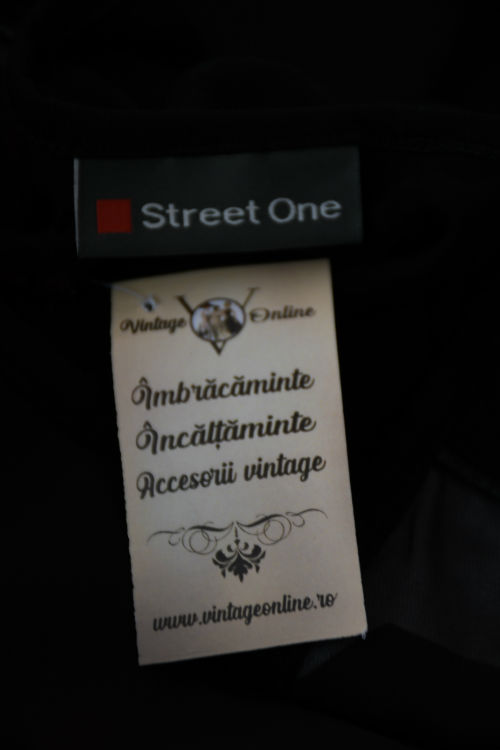 Street One
Vintage Online
Îmbrăcăminte
Încălțăminte
Accesorii vintage
www.vintageonline.ro